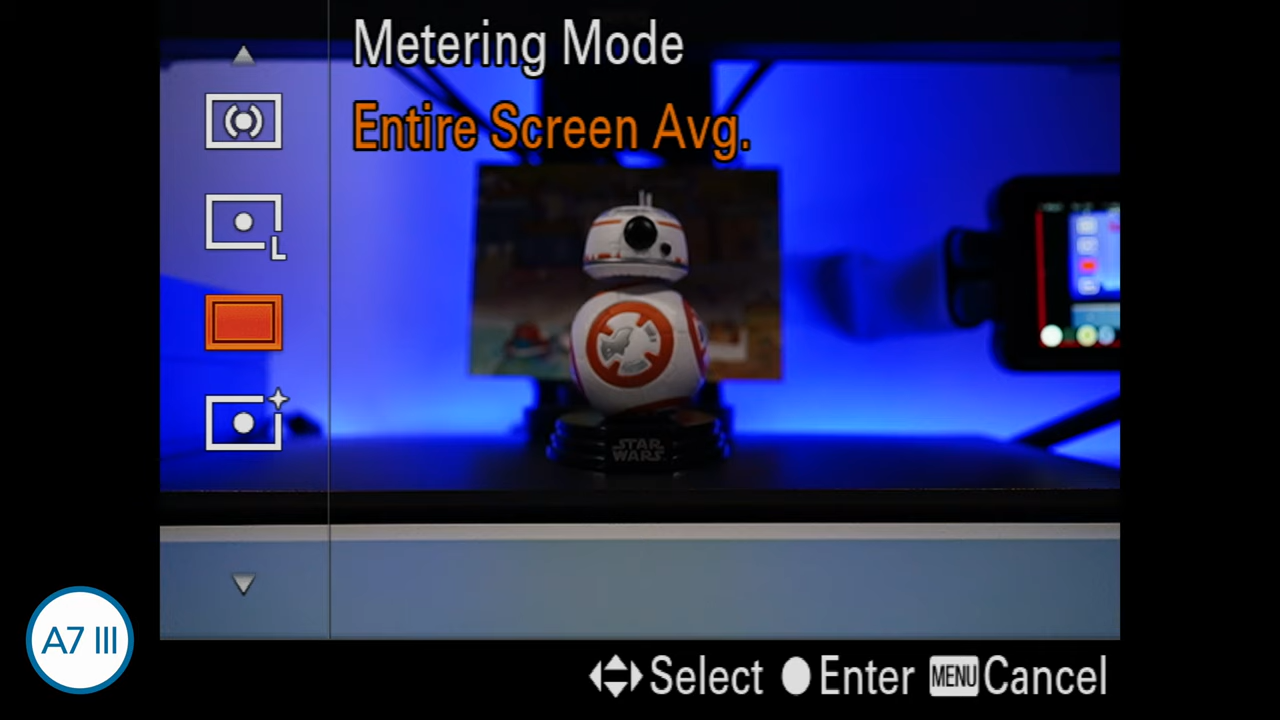 Metering Mode
Entire Screen Avg.
L
STAR
WARS
A7 III
Select Enter MENU Cancel